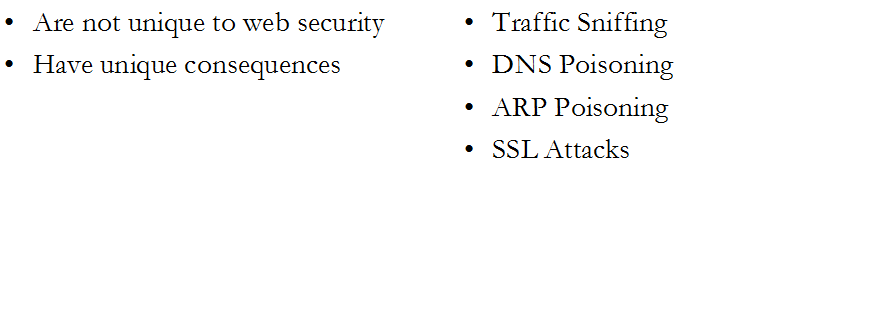 • Are not unique to web security
• Have unique consequences
• Traffic Sniffing
• DNS Poisoning
• ARP Poisoning
• SSL Attacks